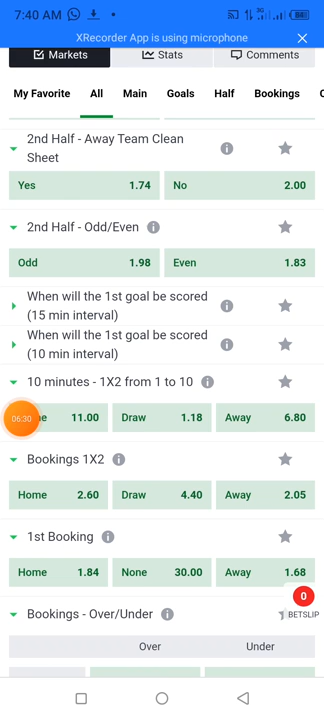 7:40 AM
3G
XRecorder App is using microphone
Markets
Stats
Comments
My Favorite All Main Goals Half Bookings
2nd Half - Away Team Clean
Sheet
Yes 1.74 No 2.00
2nd Half - Odd/Even
Odd 1.98 Even 1.83
When will the 1st goal be scored
(15 min interval)
When will the 1st goal be scored
(10 min interval)
10 minutes - 1X2 from 1 to 10
06:30 e 11.00 Draw 1.18 Away 6.80
Bookings 1X2
Home 2.60 Draw 4.40 Away 2.05
1st Booking
Home 1.84 None 30.00 Away 1.68
0
BETSLIP
Bookings - Over/Under
Over Under